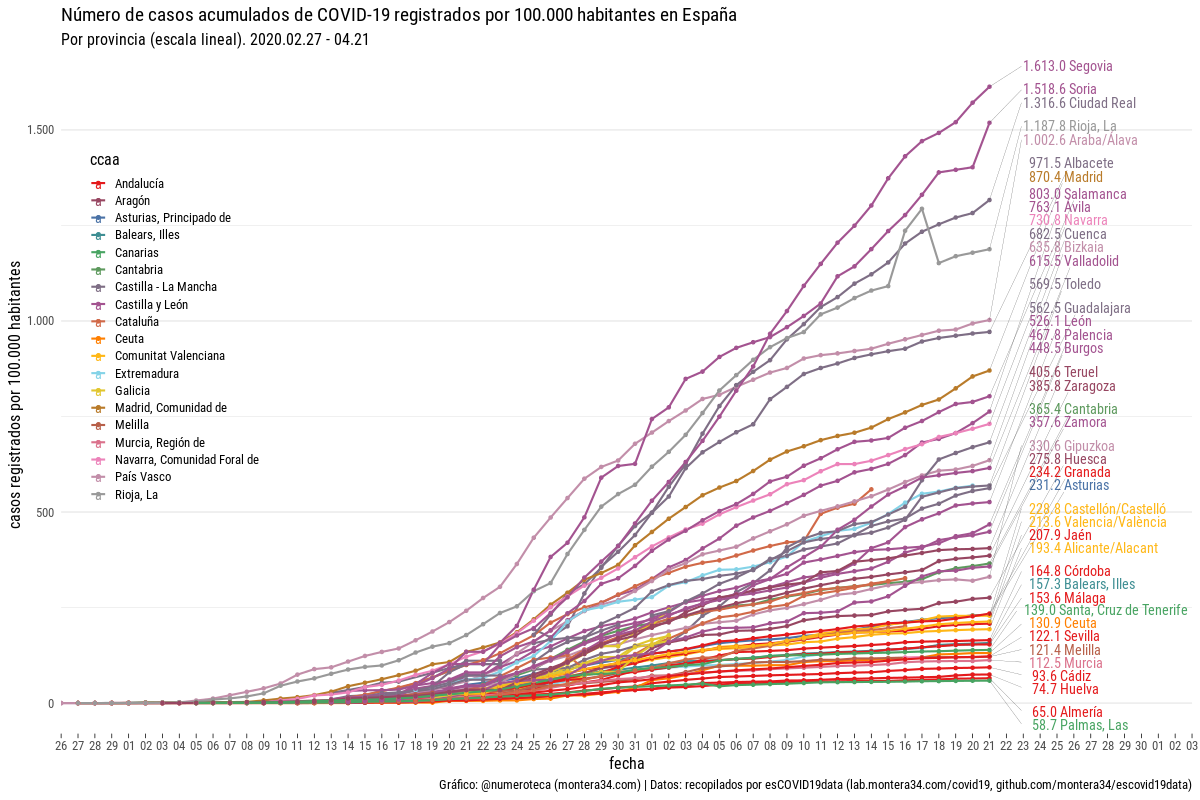 Número de casos acumulados de COVID-19 registrados por 100.000 habitantes en España
Por provincia (escala lineal). 2020.02.27 - 04.21
casos registrados por 100.000 habitantes
1.500
1.000
500
0
ccaa
Andalucía
Aragón
Asturias, Principado de
Balears, Illes
Canarias
Cantabria
Castilla - La Mancha
Castilla y León
Cataluña
Ceuta
Comunitat Valenciana
Extremadura
Galicia
Madrid, Comunidad de
Melilla
Murcia, Región de
Navarra, Comunidad Foral de
País Vasco
Rioja, La
1.613.0 Segovia
1.518.6 Soria
1.316.6 Ciudad Real
1.187.8 Rioja, La
1.002.6 Araba/Álava
971.5 Albacete
870.4 Madrid
803.0 Salamanca
763.1 Ávila
730.8 Navarra
682.5 Cuenca
635.8 Bizkaia
615.5 Valladolid
569.5 Toledo
562.5 Guadalajara
526.1 León
467.8 Palencia
448.5 Burgos
405.6 Teruel
385.8 Zaragoza
365.4 Cantabria
357.6 Zamora
330.6 Gipuzkoa
275.8 Huesca
234.2 Granada
231.2 Asturias
228.8 Castellón/Castelló
213.6 Valencia/València
207.9 Jaén
193.4 Alicante/Alacant
164.8 Córdoba
157.3 Balears, Illes
153.6 Málaga
139.0 Santa, Cruz de Tenerife
130.9 Ceuta
122.1 Sevilla
121.4 Melilla
112.5 Murcia
93.6 Cádiz
74.7 Huelva
65.0 Almería
58.7 Palmas, Las
26 27 28 29 01 02 03 04 05 06 07 08 09 10 11 12 13 14 15 16 17 18 19 20 21 22 23 24 25 26 27 28 29 30 31 01 02 03 04 05 06 07 08 09 10 11 12 13 14 15 16 17 18 19 20 21 22 23 24 25 26 27 28 29 30 01 02 03
fecha
Gráfico: @numeroteca (montera34.com) | Datos: recopilados por esCOVID19data (lab.montera34.com/covid19, github.com/montera34/escovid19data)